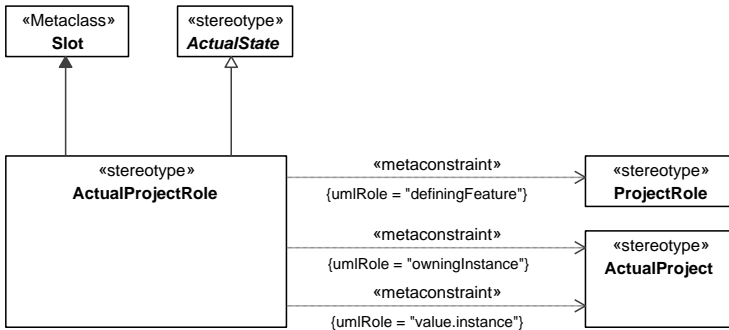 «Metaclass»
Slot
«stereotype»
ActualState
«stereotype»
ActualProjectRole
«metaconstraint»
{umlRole = "definingFeature"}
«stereotype»
ProjectRole
«metaconstraint»
{umlRole = "owningInstance"}
«stereotype»
ActualProject
«metaconstraint»
{umlRole = "value.instance"}